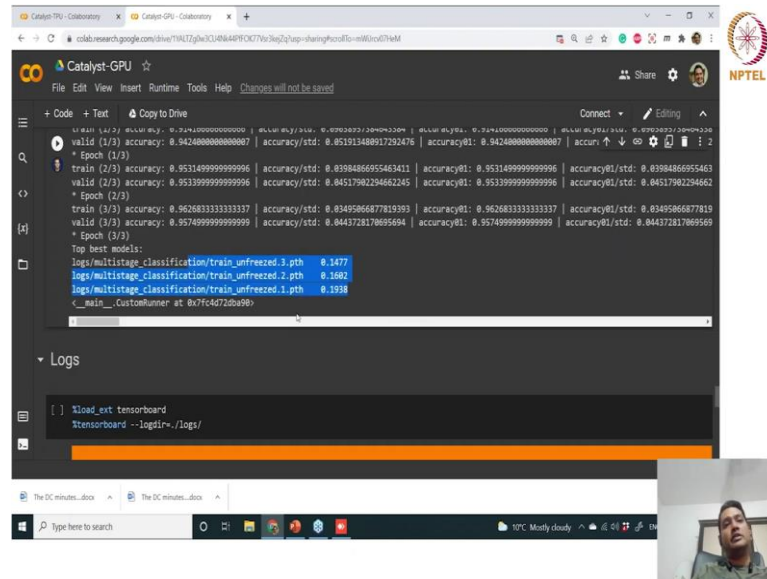 Catalyst-TPU - Colaboratory
Catalyst-GPU - Colaboratory
colab.research.google.com/drive/
NPTEL
Catalyst-GPU
File Edit View Insert Runtime Tools Help Changes will not be saved
Share
+ Code + Text Copy to Drive
Connect
Editing
valid (1/3) accuracy: 0.9424000000000007 | accuracy/std: 0.051913480917292476 | accuracy01: 0.9424000000000007 |
* Epoch (1/3)
train (2/3) accuracy: 0.9531499999999996 | accuracy/std: 0.03984866955463411 | accuracy01: 0.9531499999999996 | accuracy01/std: 0.03984866955463
valid (2/3) accuracy: 0.9533999999999996 | accuracy/std: 0.04517902294662245 | accuracy01: 0.9533999999999996 | accuracy01/std: 0.04517902294662
* Epoch (2/3)
train (3/3) accuracy: 0.9626833333333337 | accuracy/std: 0.03495066877819393 | accuracy01: 0.9626833333333337 | accuracy01/std: 0.03495066877819
valid (3/3) accuracy: 0.9574999999999999 | accuracy/std: 0.0443728170695694 | accuracy01: 0.9574999999999999 | accuracy01/std: 0.044372817069569
* Epoch (3/3)
Top best models:
logs/multistage_classification/train_unfreezed.3.pth 0.1477
logs/multistage_classification/train_unfreezed.2.pth 0.1602
logs/multistage_classification/train_unfreezed.1.pth 0.1938
<__main__.CustomRunner at 0x7fc4d72dba90>
Logs
[ ] %load_ext tensorboard
%tensorboard --logdir=./logs/
The DC minutes....docx
The DC minutes....docx
Type here to search
10°C Mostly cloudy